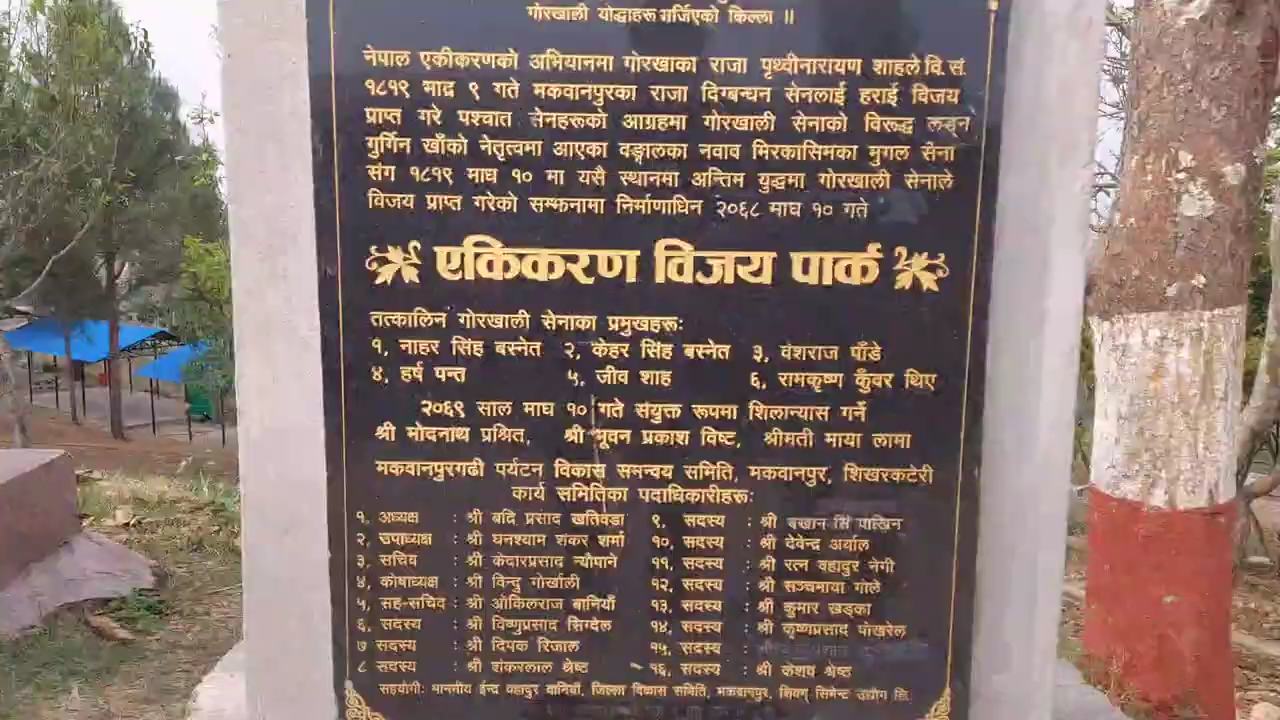 गोरखाली योद्धाहरू गर्जिएको किल्ला ॥
नेपाल एकीकरणको अभियानमा गोरखाका राजा पृथ्वीनारायण शाहले वि.सं.
१८१९ भाद्र ९ गते मकवानपुरका राजा दिग्बन्धन सेनलाई हराई विजय
प्राप्त गरे पश्चात सेनहरूको आग्रहमा गोरखाली सेनाको विरूद्ध लड्न
गुर्गिन खाँको नेतृत्वमा आएका वङ्गालका नवाव मिरकासिमका मुगल सेना
संग १८१९ माघ १० मा यसै स्थानमा अन्तिम युद्धमा गोरखाली सेनाले
विजय प्राप्त गरेको सम्झनामा निर्माणाधिन २०६८ माघ १० गते
एकिकरण विजय पार्क
तत्कालिन गोरखाली सेनाका प्रमुखहरू:
१. नाहर सिंह बस्नेत २. केहर सिंह बस्नेत ३. वंशराज पाँडे
४. हर्ष पन्त ५. जीव शाह ६. रामकृष्ण कुँवर थिए
२०६९ साल माघ १० गते संयुक्त रूपमा शिलान्यास गर्ने
श्री मोदनाथ प्रश्रित, श्री भूवन प्रकाश विष्ट, श्रीमती माया लामा
मकवानपुरगढी पर्यटन विकास समन्वय समिति, मकवानपुर, शिखरकटेरी
कार्य समितिका पदाधिकारीहरू:
१. अध्यक्ष : श्री बद्रि प्रसाद खतिवडा
२. उपाध्यक्ष : श्री घनश्याम शंकर शर्मा
३. सचिव : श्री केदारप्रसाद न्यौपाने
४. कोषाध्यक्ष : श्री विन्दु गोर्खाली
५. सह-सचिव : श्री ओकिलराज बानियाँ
६. सदस्य : श्री विष्णुप्रसाद सिग्देल
७ सदस्य : श्री दिपक रिजाल
८ सदस्य : श्री शंकरलाल श्रेष्ठ
९. सदस्य : श्री बखान सिं पाख्रिन
१०. सदस्य : श्री देवेन्द्र अर्याल
११. सदस्य : श्री रत्न वहादुर नेगी
१२. सदस्य : श्री सञ्चमाया गोले
१३. सदस्य : श्री कुमार खड्का
१४. सदस्य : श्री कृष्णप्रसाद पोखरेल
१५. सदस्य :
१६. सदस्य : श्री केशव श्रेष्ठ
सहयोगी: माननीय ईन्द्र वहादुर वानियाँ, जिल्ला विकास समिति, मकवानपुर, शिवम् सिमेन्ट उद्योग लि.